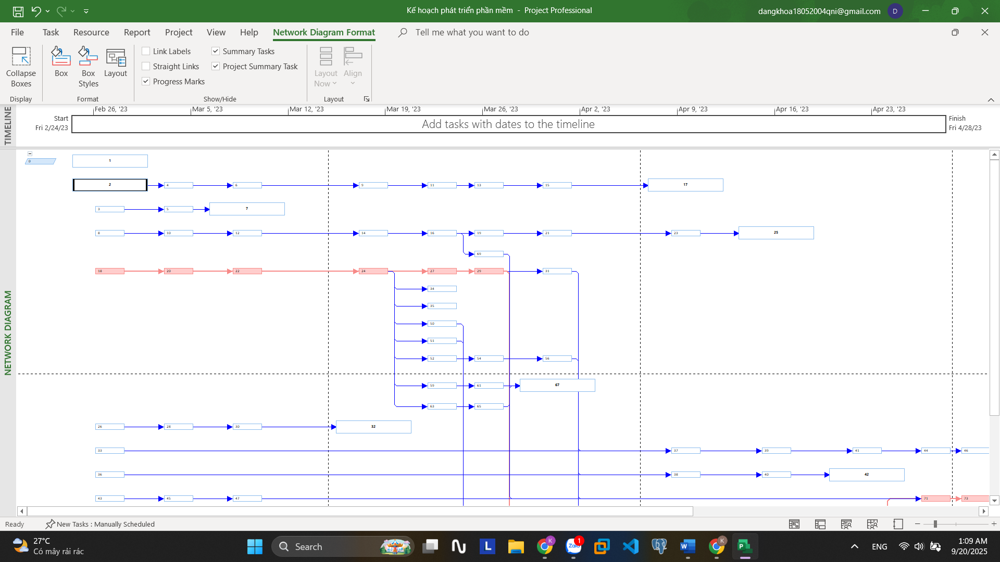 Kế hoạch phát triển phần mềm - Project Professional
dangkhoa18052004qni@gmail.com
D
File Task Resource Report Project View Help Network Diagram Format Tell me what you want to do
Collapse Boxes
Box
Box Styles
Layout
Link Labels
Straight Links
Progress Marks
Summary Tasks
Project Summary Task
Layout Now
Align
Display
Format
Show/Hide
Layout
TIMELINE
Feb 26, '23 Mar 5, '23 Mar 12, '23 Mar 19, '23 Mar 26, '23 Apr 2, '23 Apr 9, '23 Apr 16, '23 Apr 23, '23
Start
Fri 2/24/23
Add tasks with dates to the timeline
Finish
Fri 4/28/23
NETWORK DIAGRAM
0 1
2 4 6 9 11 13 15 17
3 5 7
8 10 12 14 16 19 21 23 25
69
18 20 22 24 27 29 31
34
35
50
51
52 54 56
59 61 67
63 65
26 28 30 32
33 37 39 41 44 46
36 38 40 42
43 45 47 71 73
Ready New Tasks : Manually Scheduled
27°C
Có mây rải rác
Search
L
K
Zalo
1
W
K
P
ENG
1:09 AM
9/20/2025